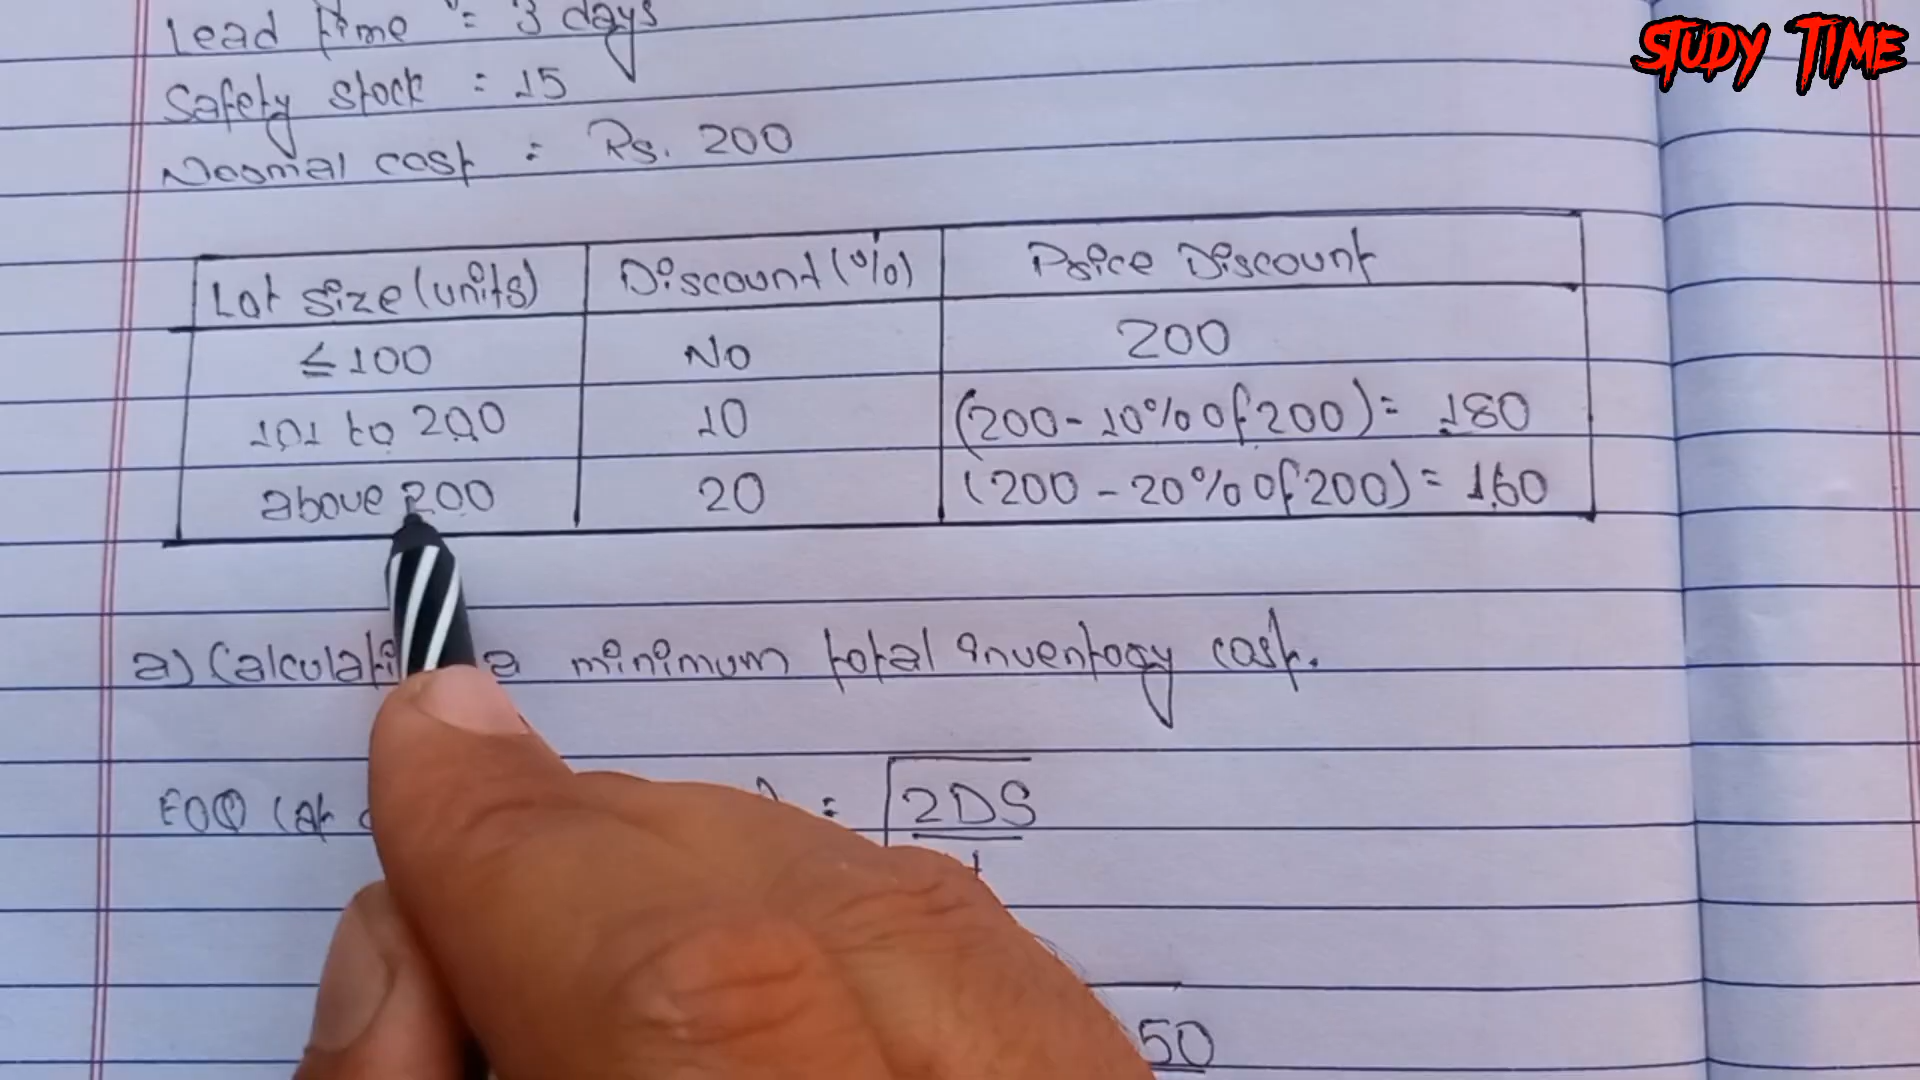 STUDY TIME
Lead time = 3 days
Safety stock = 15
Normal cost = Rs. 200
Lot size (units) Discount (%) Price Discount
≤ 100 No 200
101 to 200 10 (200 - 10% of 200) = 180
above 200 20 (200 - 20% of 200) = 160
a) Calculati a minimum total inventory cost.
EOQ (at = √2DS
50